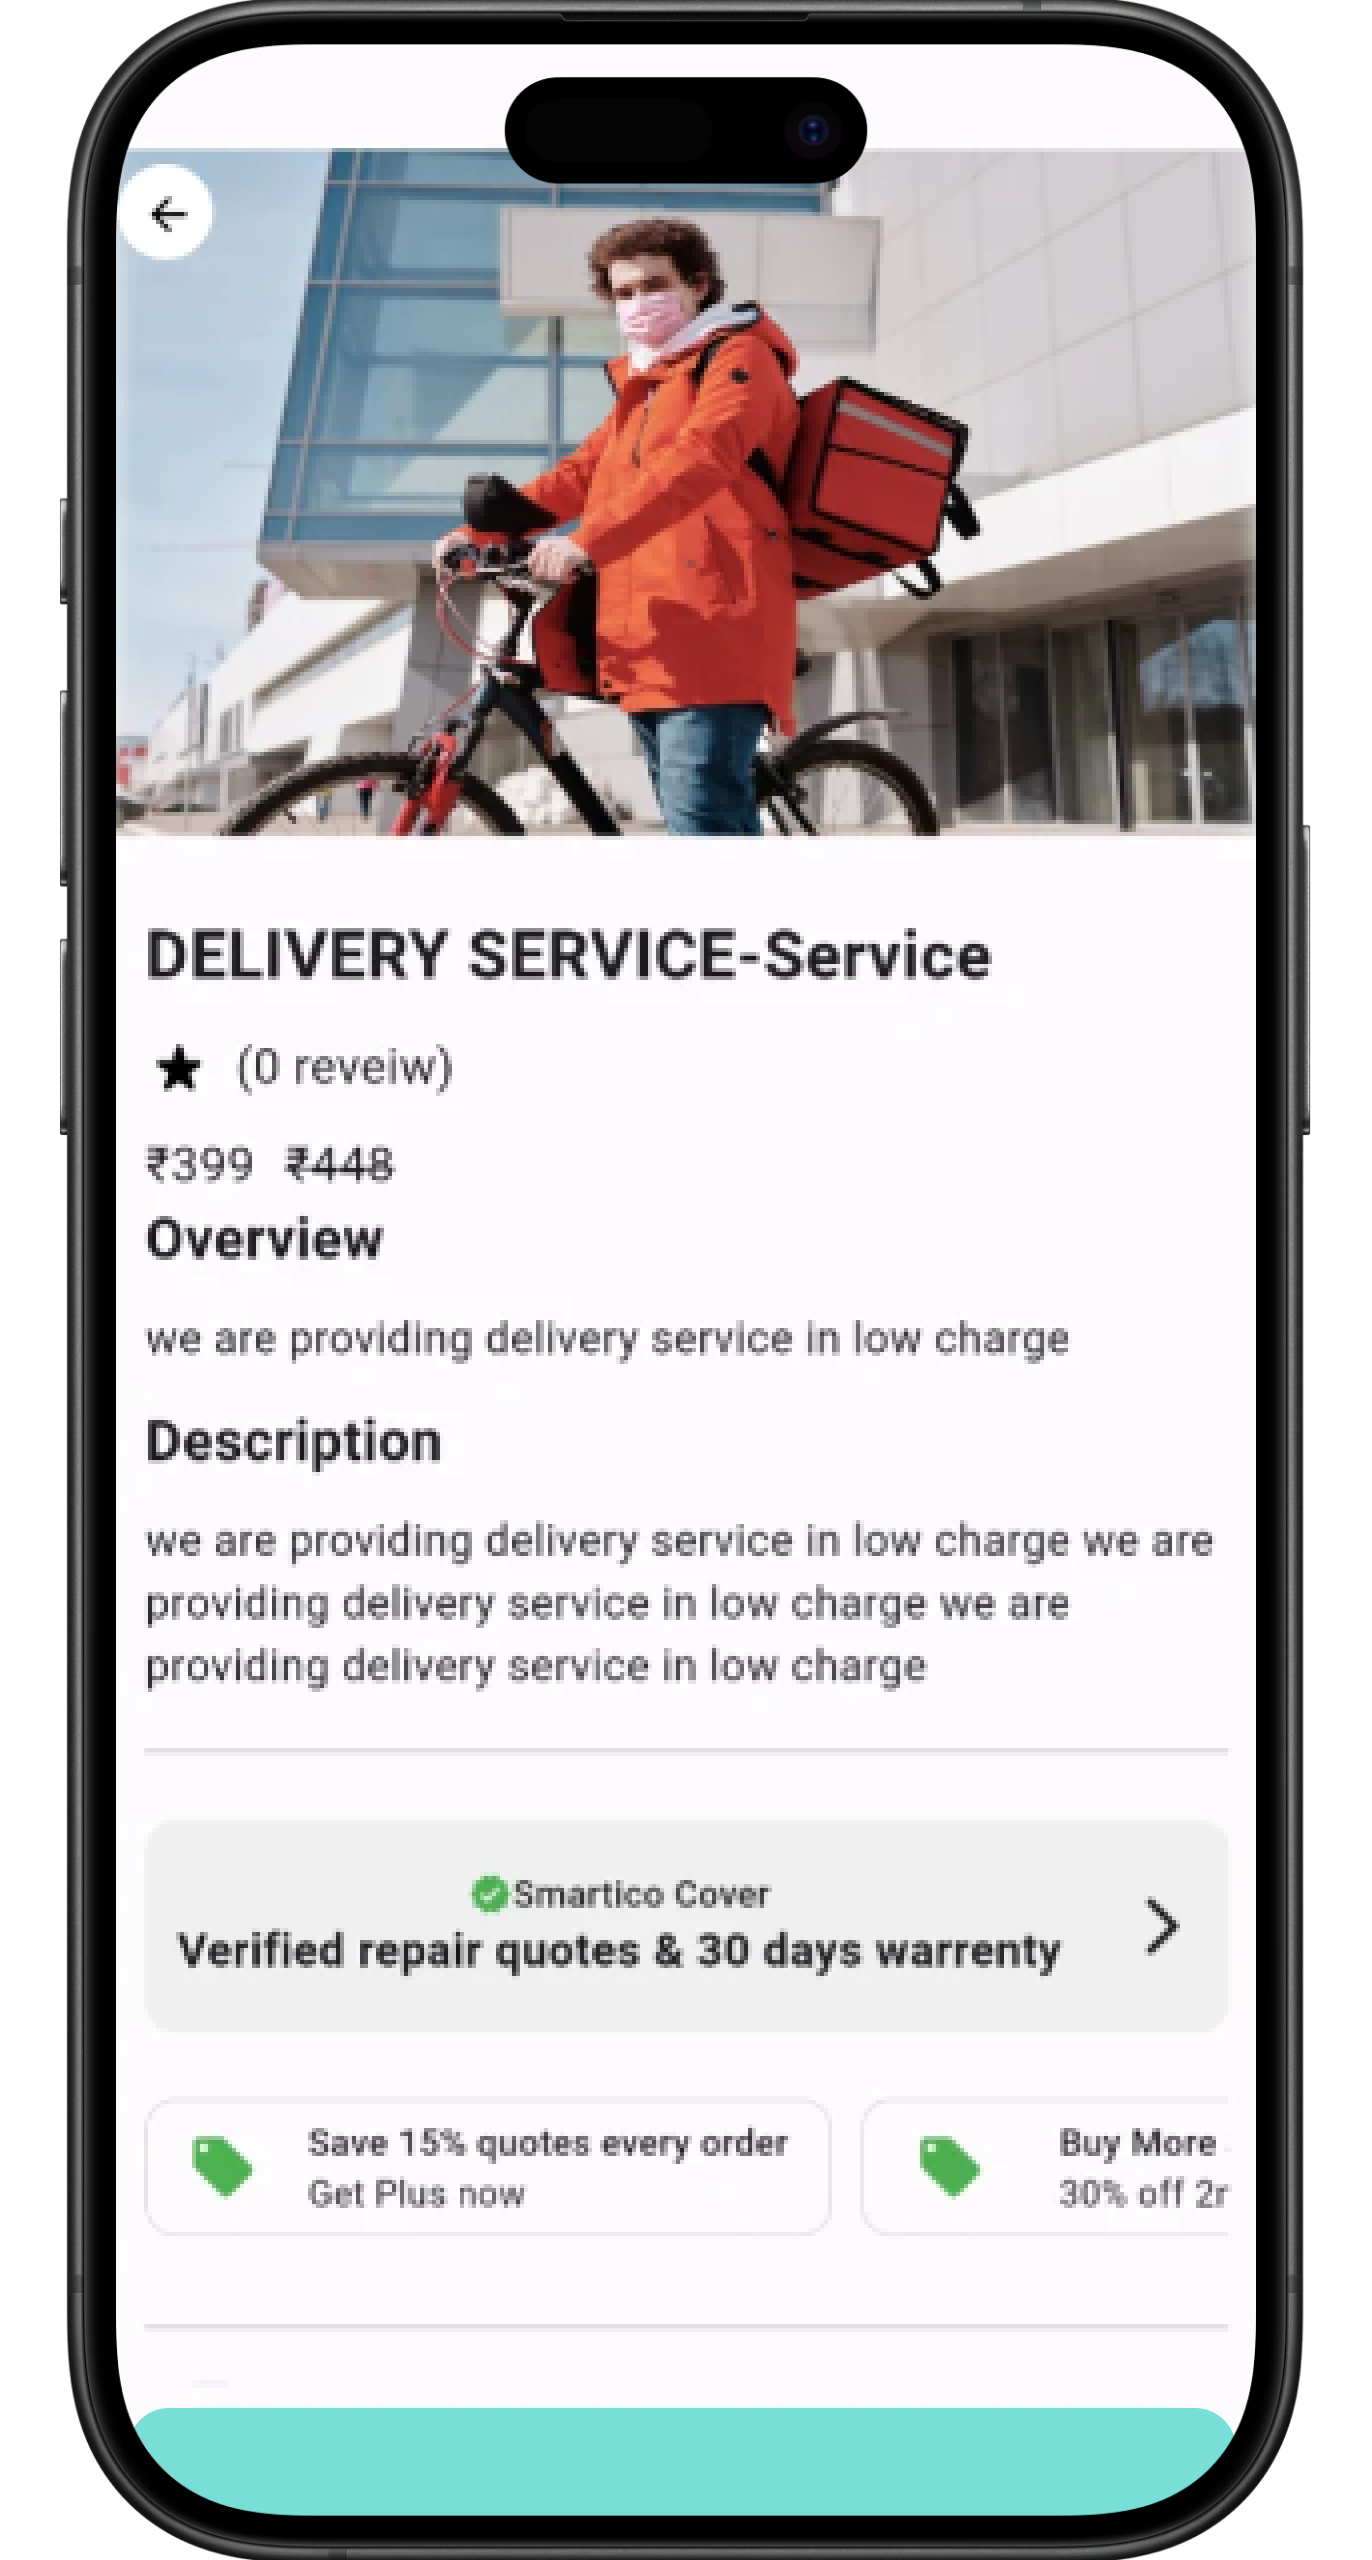 DELIVERY SERVICE-Service
(0 reveiw)
₹399 ₹448
Overview
we are providing delivery service in low charge
Description
we are providing delivery service in low charge we are
providing delivery service in low charge we are
providing delivery service in low charge
Smartico Cover
Verified repair quotes & 30 days warrenty
Save 15% quotes every order
Get Plus now
Buy More
30% off